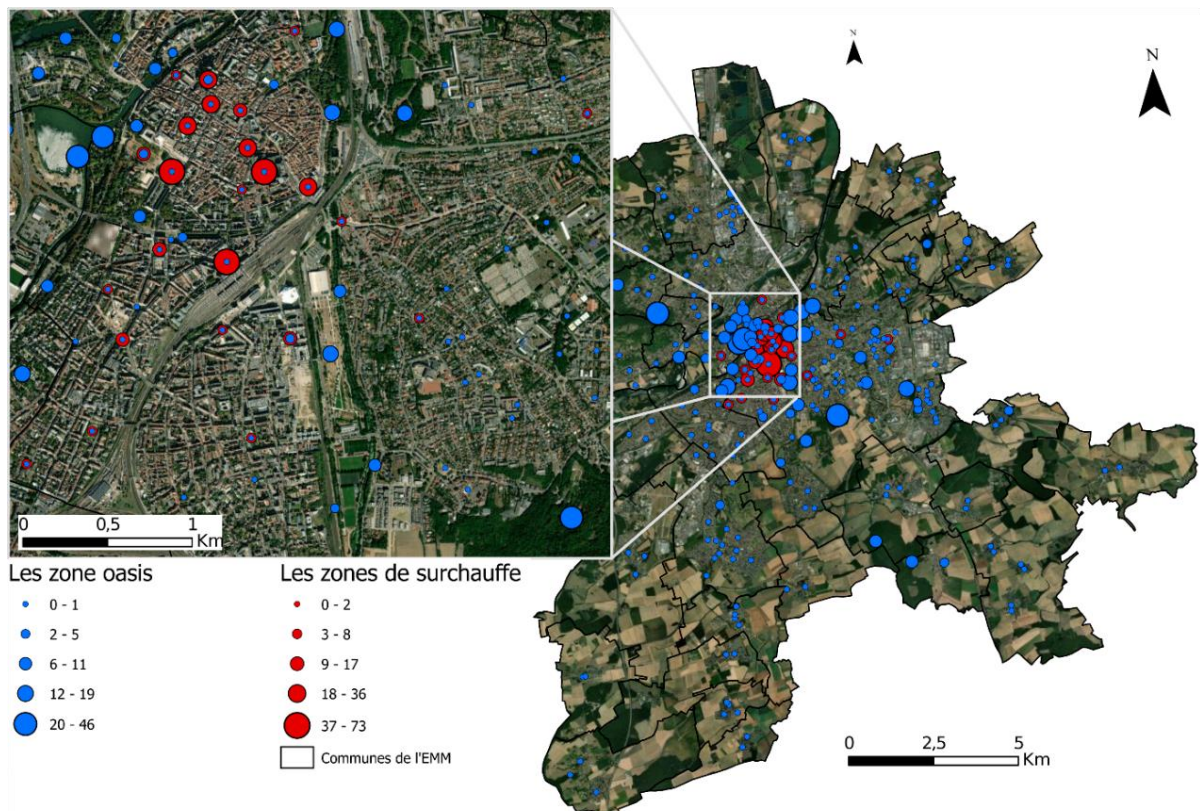 N
N
0 0,5 1
Km
Les zone oasis
0 - 1
2 - 5
6 - 11
12 - 19
20 - 46
Les zones de surchauffe
0 - 2
3 - 8
9 - 17
18 - 36
37 - 73
Communes de l'EMM
0 2,5 5
Km